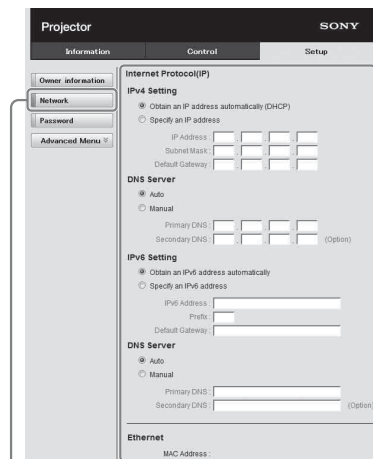 Projector SONY
Information Control Setup
Owner information
Network
Password
Advanced Menu
Internet Protocol(IP)
IPv4 Setting
Obtain an IP address automatically (DHCP)
Specify an IP address
IP Address :
Subnet Mask :
Default Gateway :
DNS Server
Auto
Manual
Primary DNS :
Secondary DNS : (Option)
IPv6 Setting
Obtain an IPv6 address automatically
Specify an IPv6 address
IPv6 Address :
Prefix :
Default Gateway :
DNS Server
Auto
Manual
Primary DNS :
Secondary DNS : (Option)
Ethernet
MAC Address :